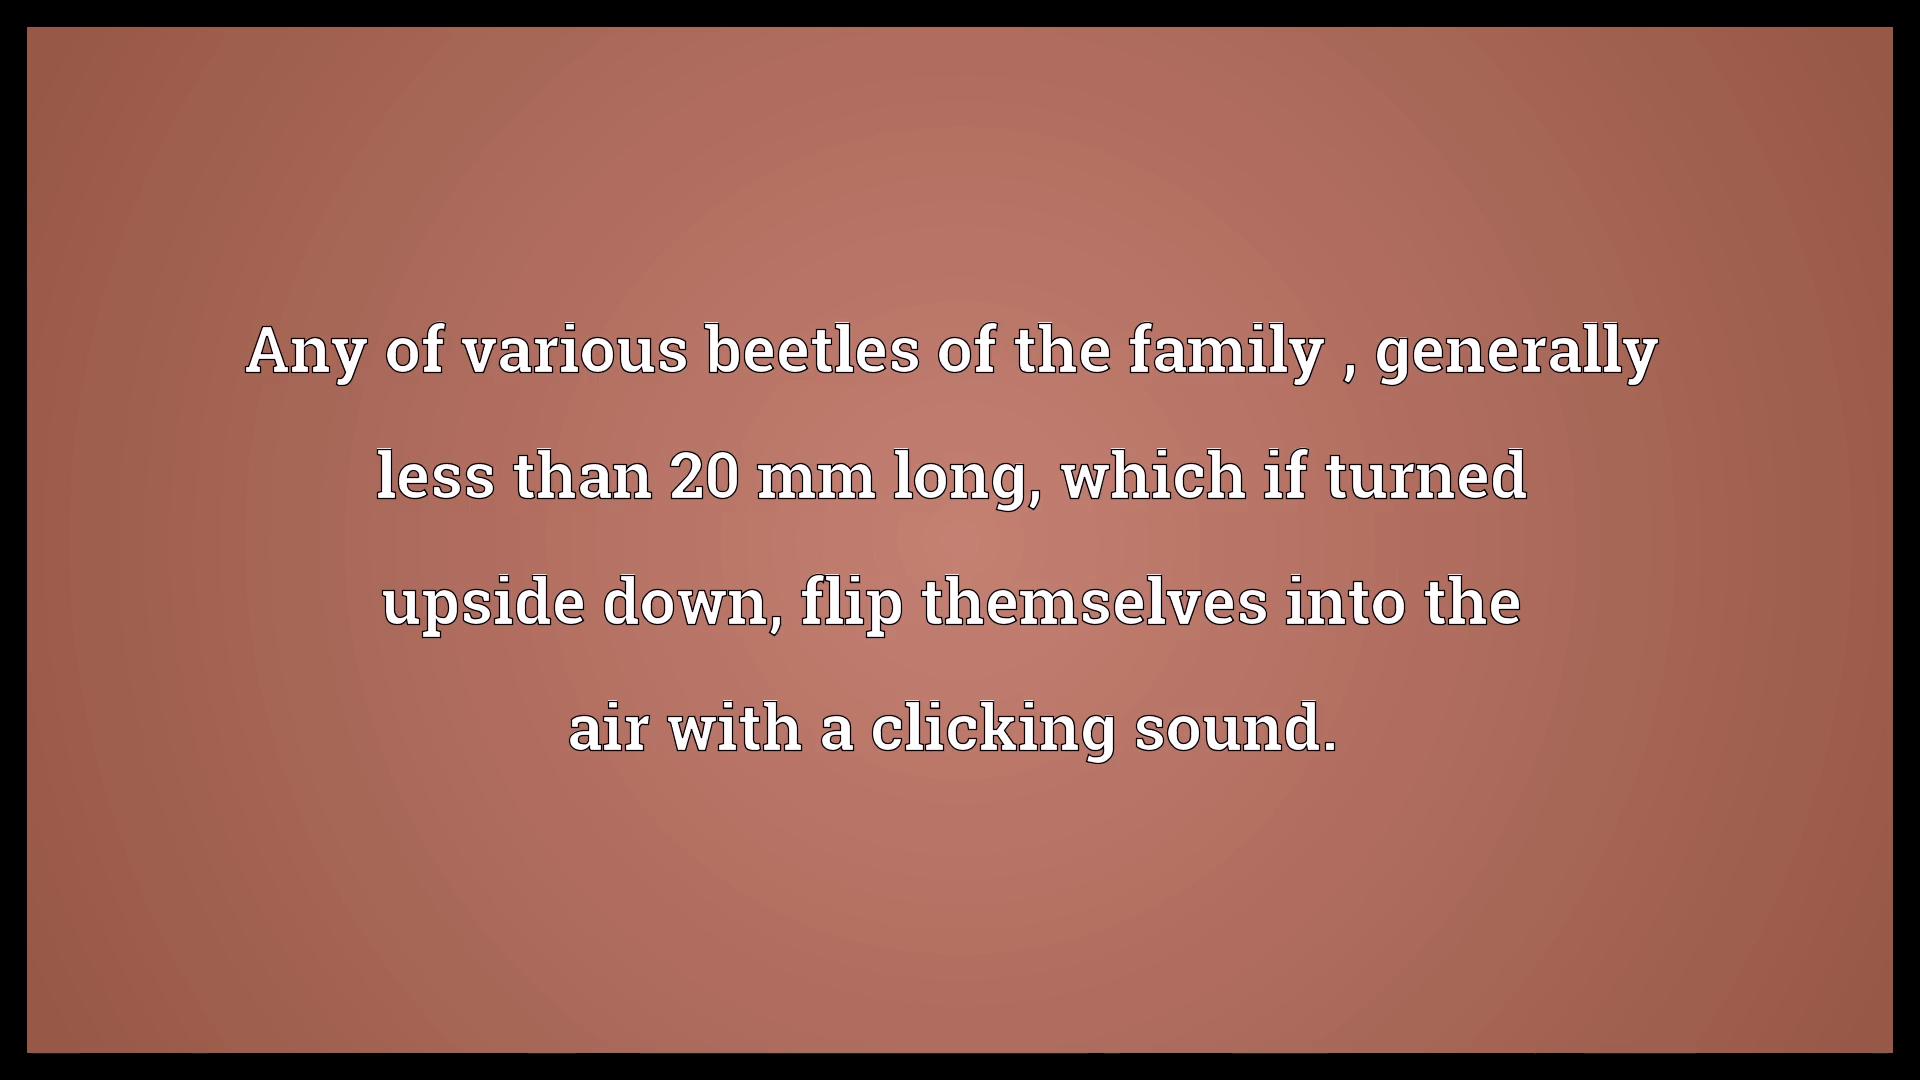 Any of various beetles of the family , generally
less than 20 mm long, which if turned
upside down, flip themselves into the
air with a clicking sound.